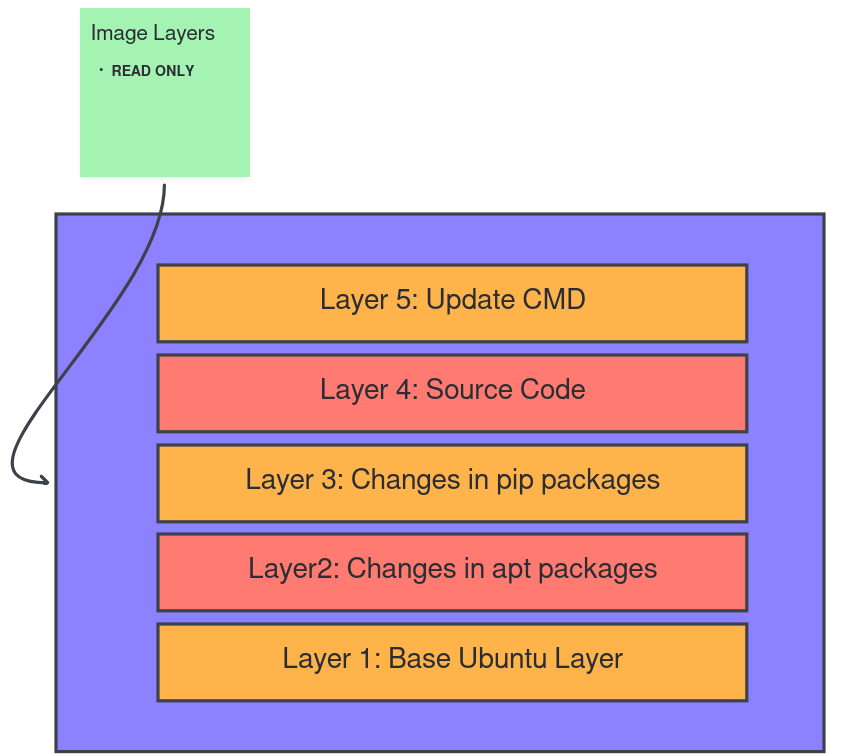 Image Layers
• READ ONLY
Layer 5: Update CMD
Layer 4: Source Code
Layer 3: Changes in pip packages
Layer2: Changes in apt packages
Layer 1: Base Ubuntu Layer